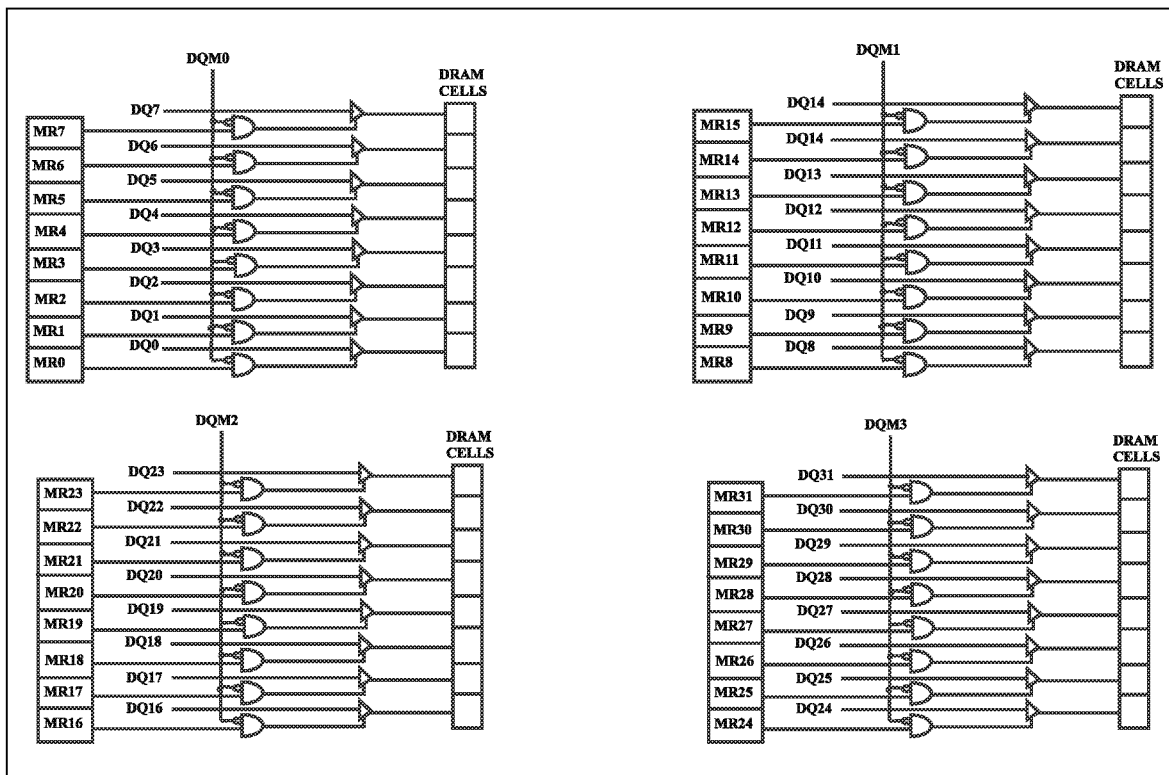 DQM0
DRAM
CELLS
DQ7
MR7
DQ6
MR6
DQ5
MR5
DQ4
MR4
DQ3
MR3
DQ2
MR2
DQ1
MR1
DQ0
MR0
DQM1
DRAM
CELLS
DQ14
MR15
DQ14
MR14
DQ13
MR13
DQ12
MR12
DQ11
MR11
DQ10
MR10
DQ9
MR9
DQ8
MR8
DQM2
DRAM
CELLS
DQ23
MR23
DQ22
MR22
DQ21
MR21
DQ20
MR20
DQ19
MR19
DQ18
MR18
DQ17
MR17
DQ16
MR16
DQM3
DRAM
CELLS
DQ31
MR31
DQ30
MR30
DQ29
MR29
DQ28
MR28
DQ27
MR27
DQ26
MR26
DQ25
MR25
DQ24
MR24